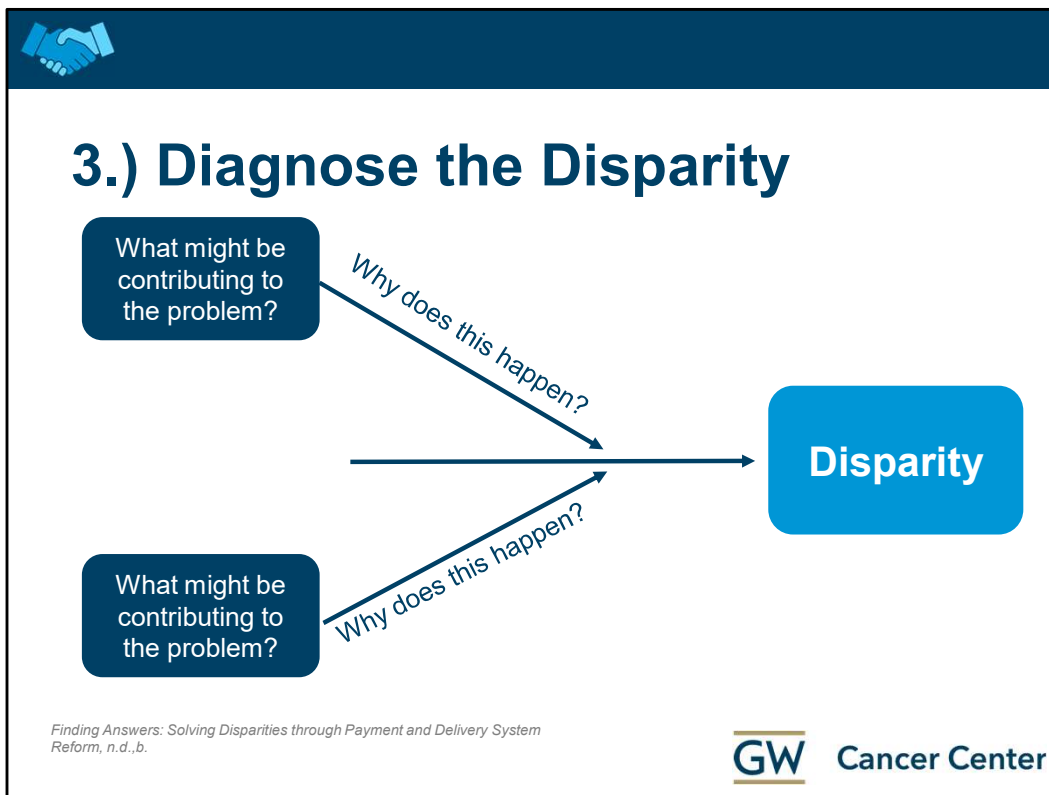 3.) Diagnose the Disparity
What might be
contributing to
the problem?
Why does this happen?
Disparity
Why does this happen?
What might be
contributing to
the problem?
Finding Answers: Solving Disparities through Payment and Delivery System
Reform, n.d.,b.
GW Cancer Center